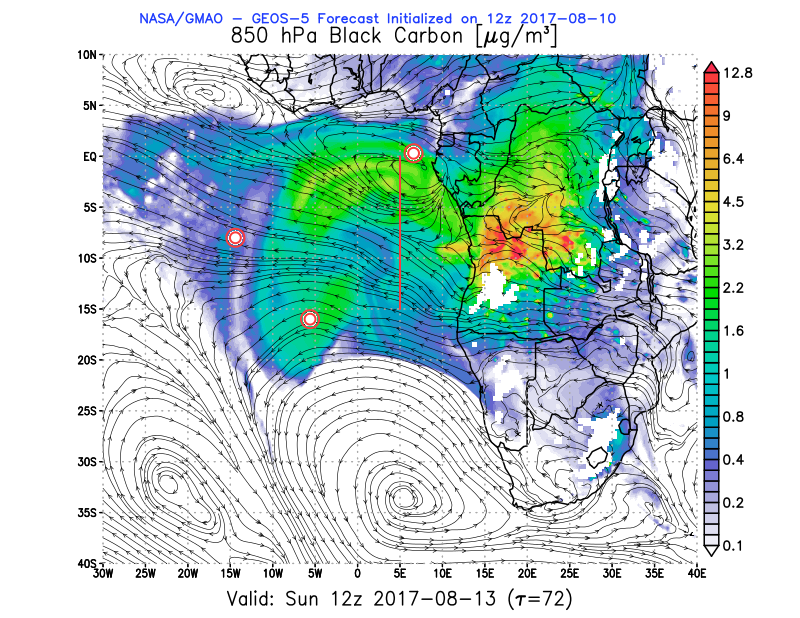 NASA/GMAO – GEOS–5 Forecast Initialized on 12z 2017–08–10
850 hPa Black Carbon [μg/m³]
10N
5N
EQ
5S
10S
15S
20S
25S
30S
35S
40S
30W 25W 20W 15W 10W 5W 0 5E 10E 15E 20E 25E 30E 35E 40E
12.8
9
6.4
4.5
3.2
2.2
1.6
1
0.8
0.4
0.2
0.1
Valid: Sun 12z 2017–08–13 (τ=72)